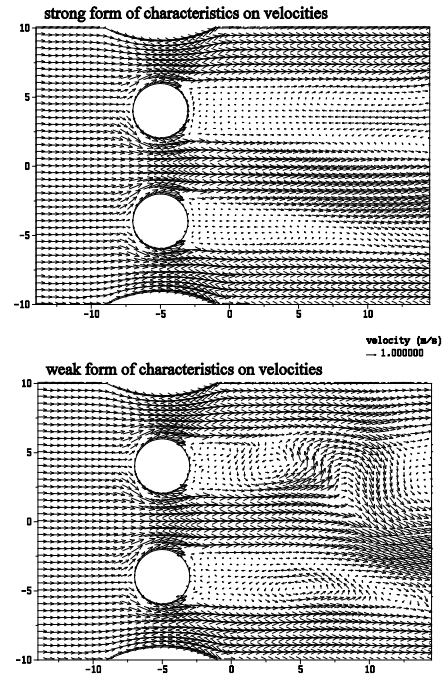 strong form of characteristics on velocities
10
5
0
-5
-10
-10 -5 0 5 10
velocity (m/s)
1.000000
weak form of characteristics on velocities
10
5
0
-5
-10
-10 -5 0 5 10